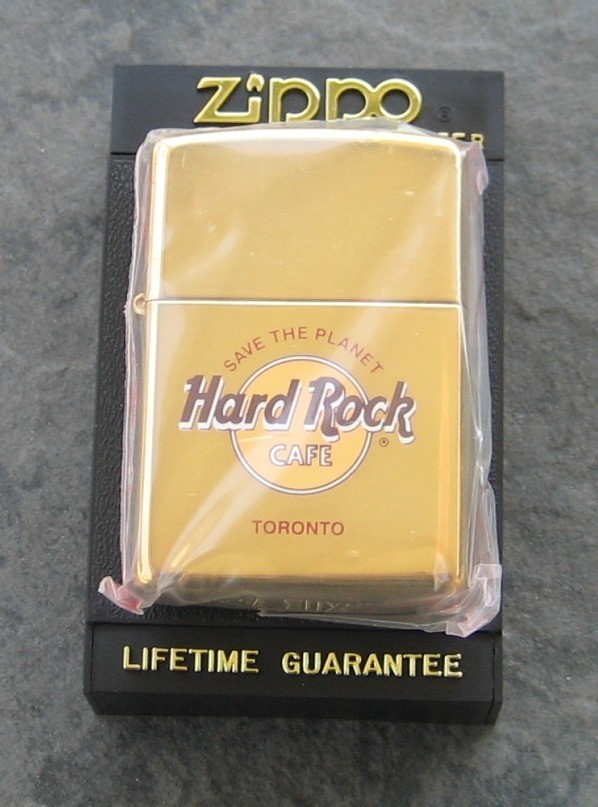 Zippo®
SAVE THE PLANET
Hard Rock®
CAFE
TORONTO
LIFETIME GUARANTEE